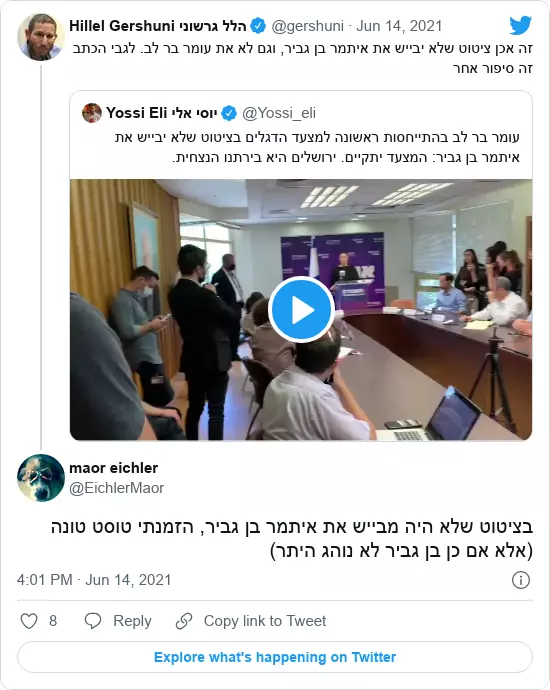 Hillel Gershuni הלל גרשוני @gershuni · Jun 14, 2021
זה אכן ציטוט שלא יבייש את איתמר בן גביר, וגם לא את עומר בר לב. לגבי הכתב
זה סיפור אחר
Yossi Eli יוסי אלי @Yossi_eli
עומר בר לב בהתייחסות ראשונה למצעד הדגלים בציטוט שלא יבייש את
איתמר בן גביר: המצעד יתקיים. ירושלים היא בירתנו הנצחית.
maor eichler
@EichlerMaor
בציטוט שלא היה מבייש את איתמר בן גביר, הזמנתי טוסט טונה
(אלא אם כן בן גביר לא נוהג היתר)
4:01 PM · Jun 14, 2021
8 Reply Copy link to Tweet
Explore what's happening on Twitter